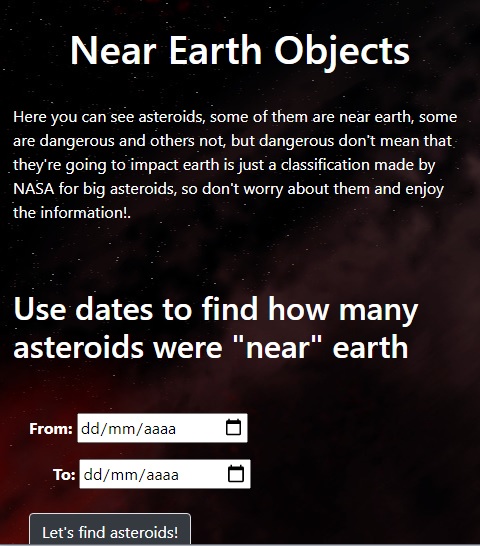 Near Earth Objects
Here you can see asteroids, some of them are near earth, some
are dangerous and others not, but dangerous don't mean that
they're going to impact earth is just a classification made by
NASA for big asteroids, so don't worry about them and enjoy
the information!.
Use dates to find how many
asteroids were "near" earth
From: dd/mm/aaaa
To: dd/mm/aaaa
Let's find asteroids!